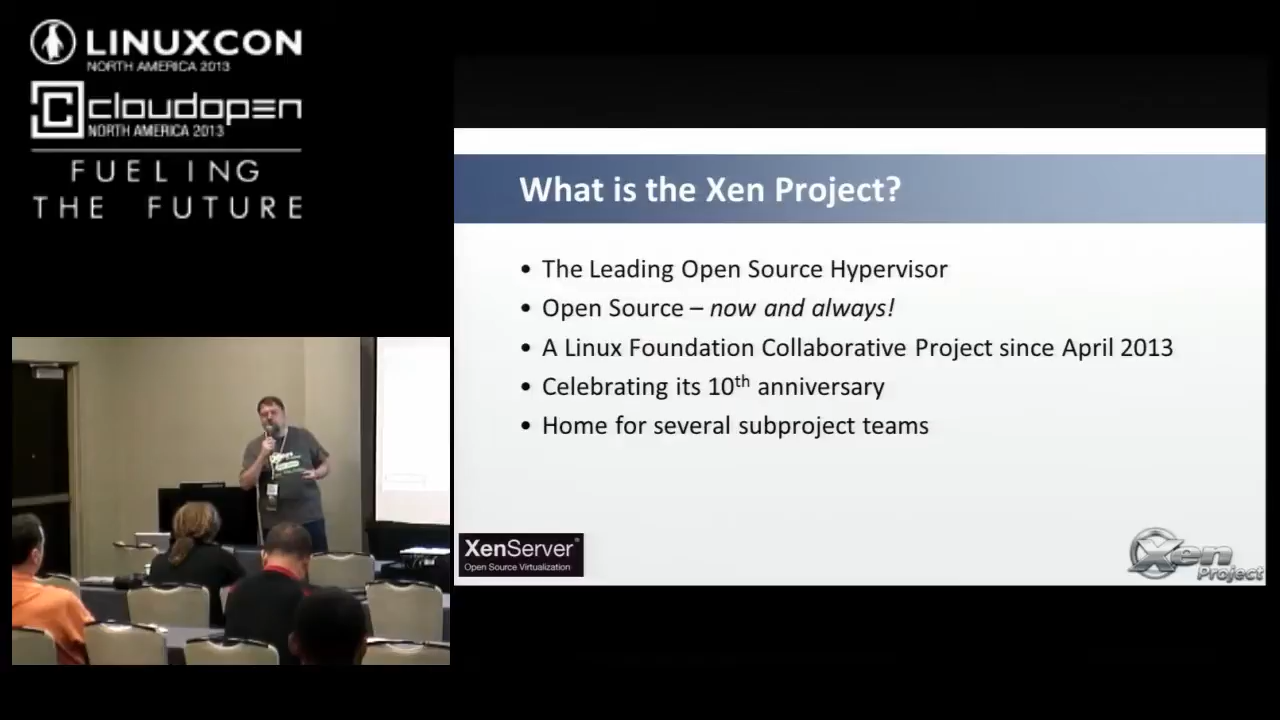 LINUXCON
NORTH AMERICA 2013
cloudopen
NORTH AMERICA 2013
FUELING
THE FUTURE
What is the Xen Project?
• The Leading Open Source Hypervisor
• Open Source – now and always!
• A Linux Foundation Collaborative Project since April 2013
• Celebrating its 10th anniversary
• Home for several subproject teams
XenServer®
Open Source Virtualization
Xen
Project